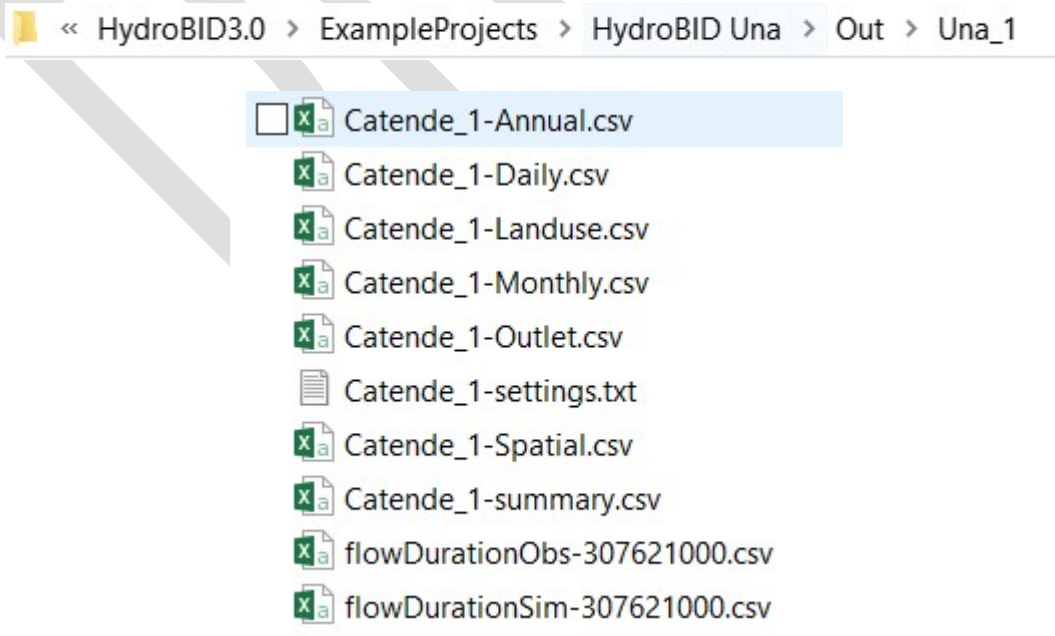 « HydroBID3.0 > ExampleProjects > HydroBID Una > Out > Una_1
Catende_1-Annual.csv
Catende_1-Daily.csv
Catende_1-Landuse.csv
Catende_1-Monthly.csv
Catende_1-Outlet.csv
Catende_1-settings.txt
Catende_1-Spatial.csv
Catende_1-summary.csv
flowDurationObs-307621000.csv
flowDurationSim-307621000.csv